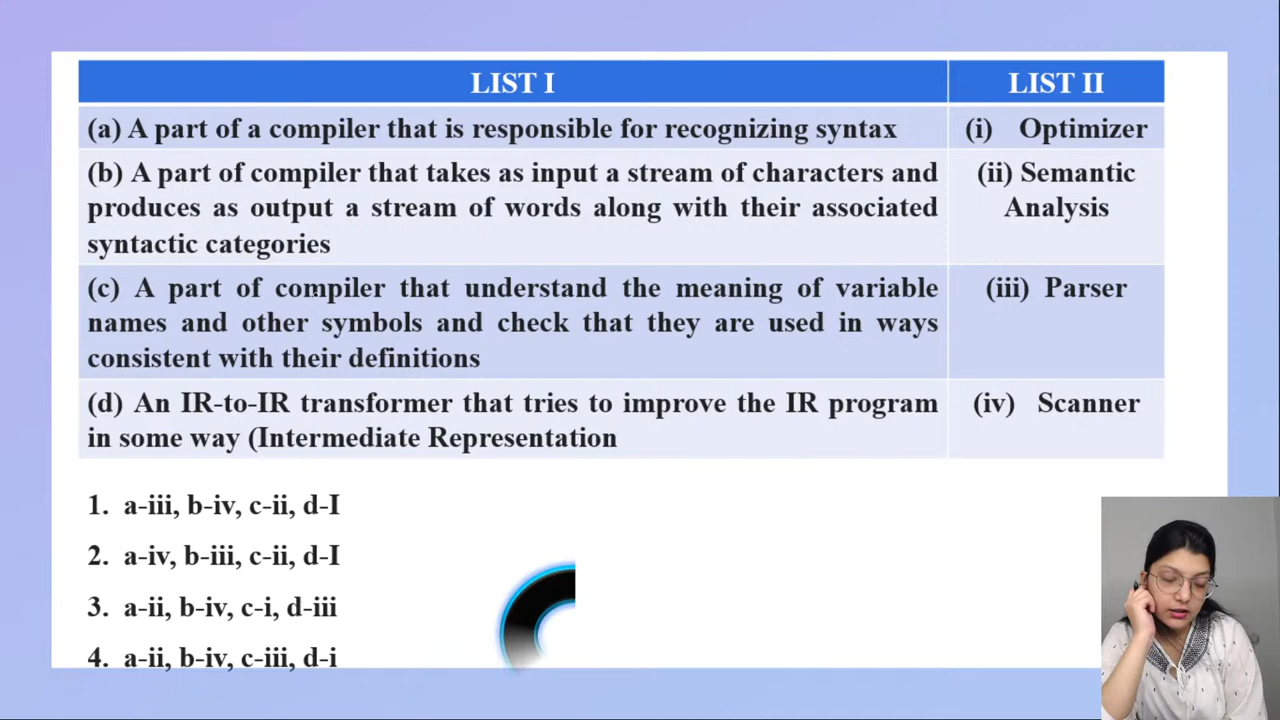 LIST I
LIST II
(a) A part of a compiler that is responsible for recognizing syntax
(i) Optimizer
(b) A part of compiler that takes as input a stream of characters and
produces as output a stream of words along with their associated
syntactic categories
(ii) Semantic
Analysis
(c) A part of compiler that understand the meaning of variable
names and other symbols and check that they are used in ways
consistent with their definitions
(iii) Parser
(d) An IR-to-IR transformer that tries to improve the IR program
in some way (Intermediate Representation
(iv) Scanner
1. a-iii, b-iv, c-ii, d-I
2. a-iv, b-iii, c-ii, d-I
3. a-ii, b-iv, c-i, d-iii
4. a-ii, b-iv, c-iii, d-i